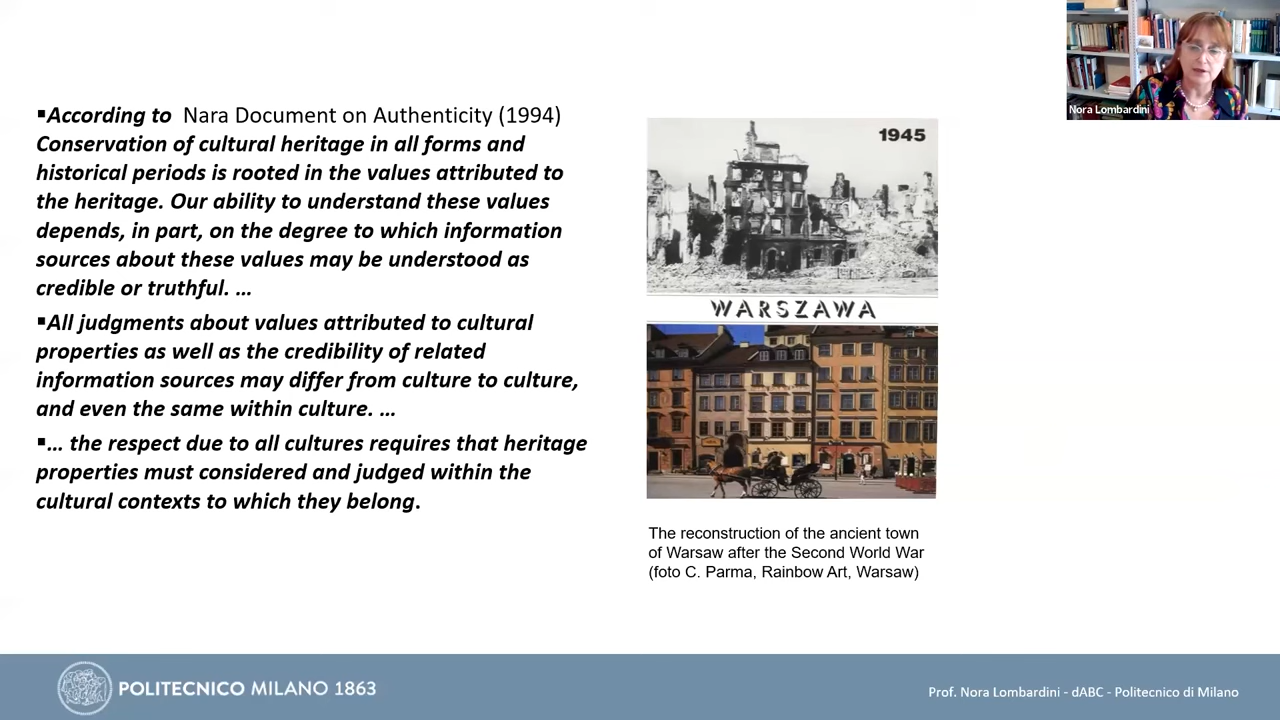 ▪According to Nara Document on Authenticity (1994)
Conservation of cultural heritage in all forms and
historical periods is rooted in the values attributed to
the heritage. Our ability to understand these values
depends, in part, on the degree to which information
sources about these values may be understood as
credible or truthful. …
▪All judgments about values attributed to cultural
properties as well as the credibility of related
information sources may differ from culture to culture,
and even the same within culture. …
▪… the respect due to all cultures requires that heritage
properties must considered and judged within the
cultural contexts to which they belong.
1945
WARSZAWA
The reconstruction of the ancient town
of Warsaw after the Second World War
(foto C. Parma, Rainbow Art, Warsaw)
Nora Lombardini
POLITECNICO MILANO 1863
Prof. Nora Lombardini - dABC - Politecnico di Milano